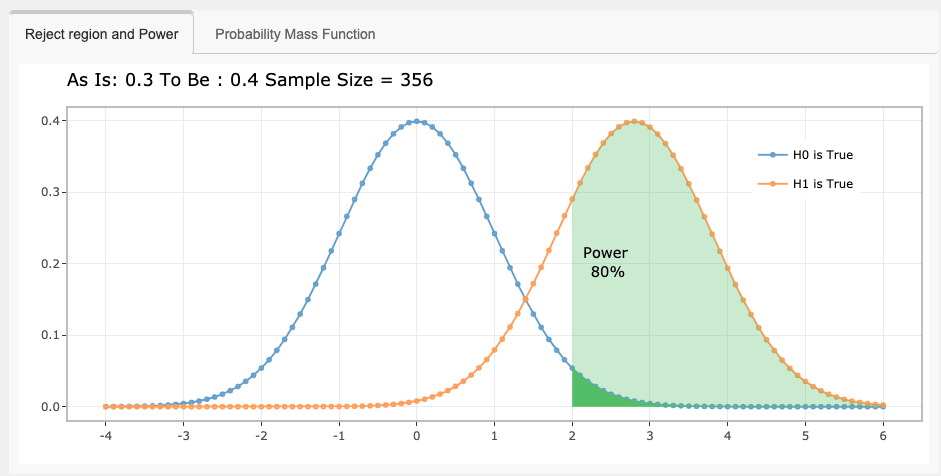 Reject region and Power
Probability Mass Function
As Is: 0.3 To Be : 0.4 Sample Size = 356
0.4
0.3
0.2
0.1
0.0
H0 is True
H1 is True
Power
80%
-4 -3 -2 -1 0 1 2 3 4 5 6